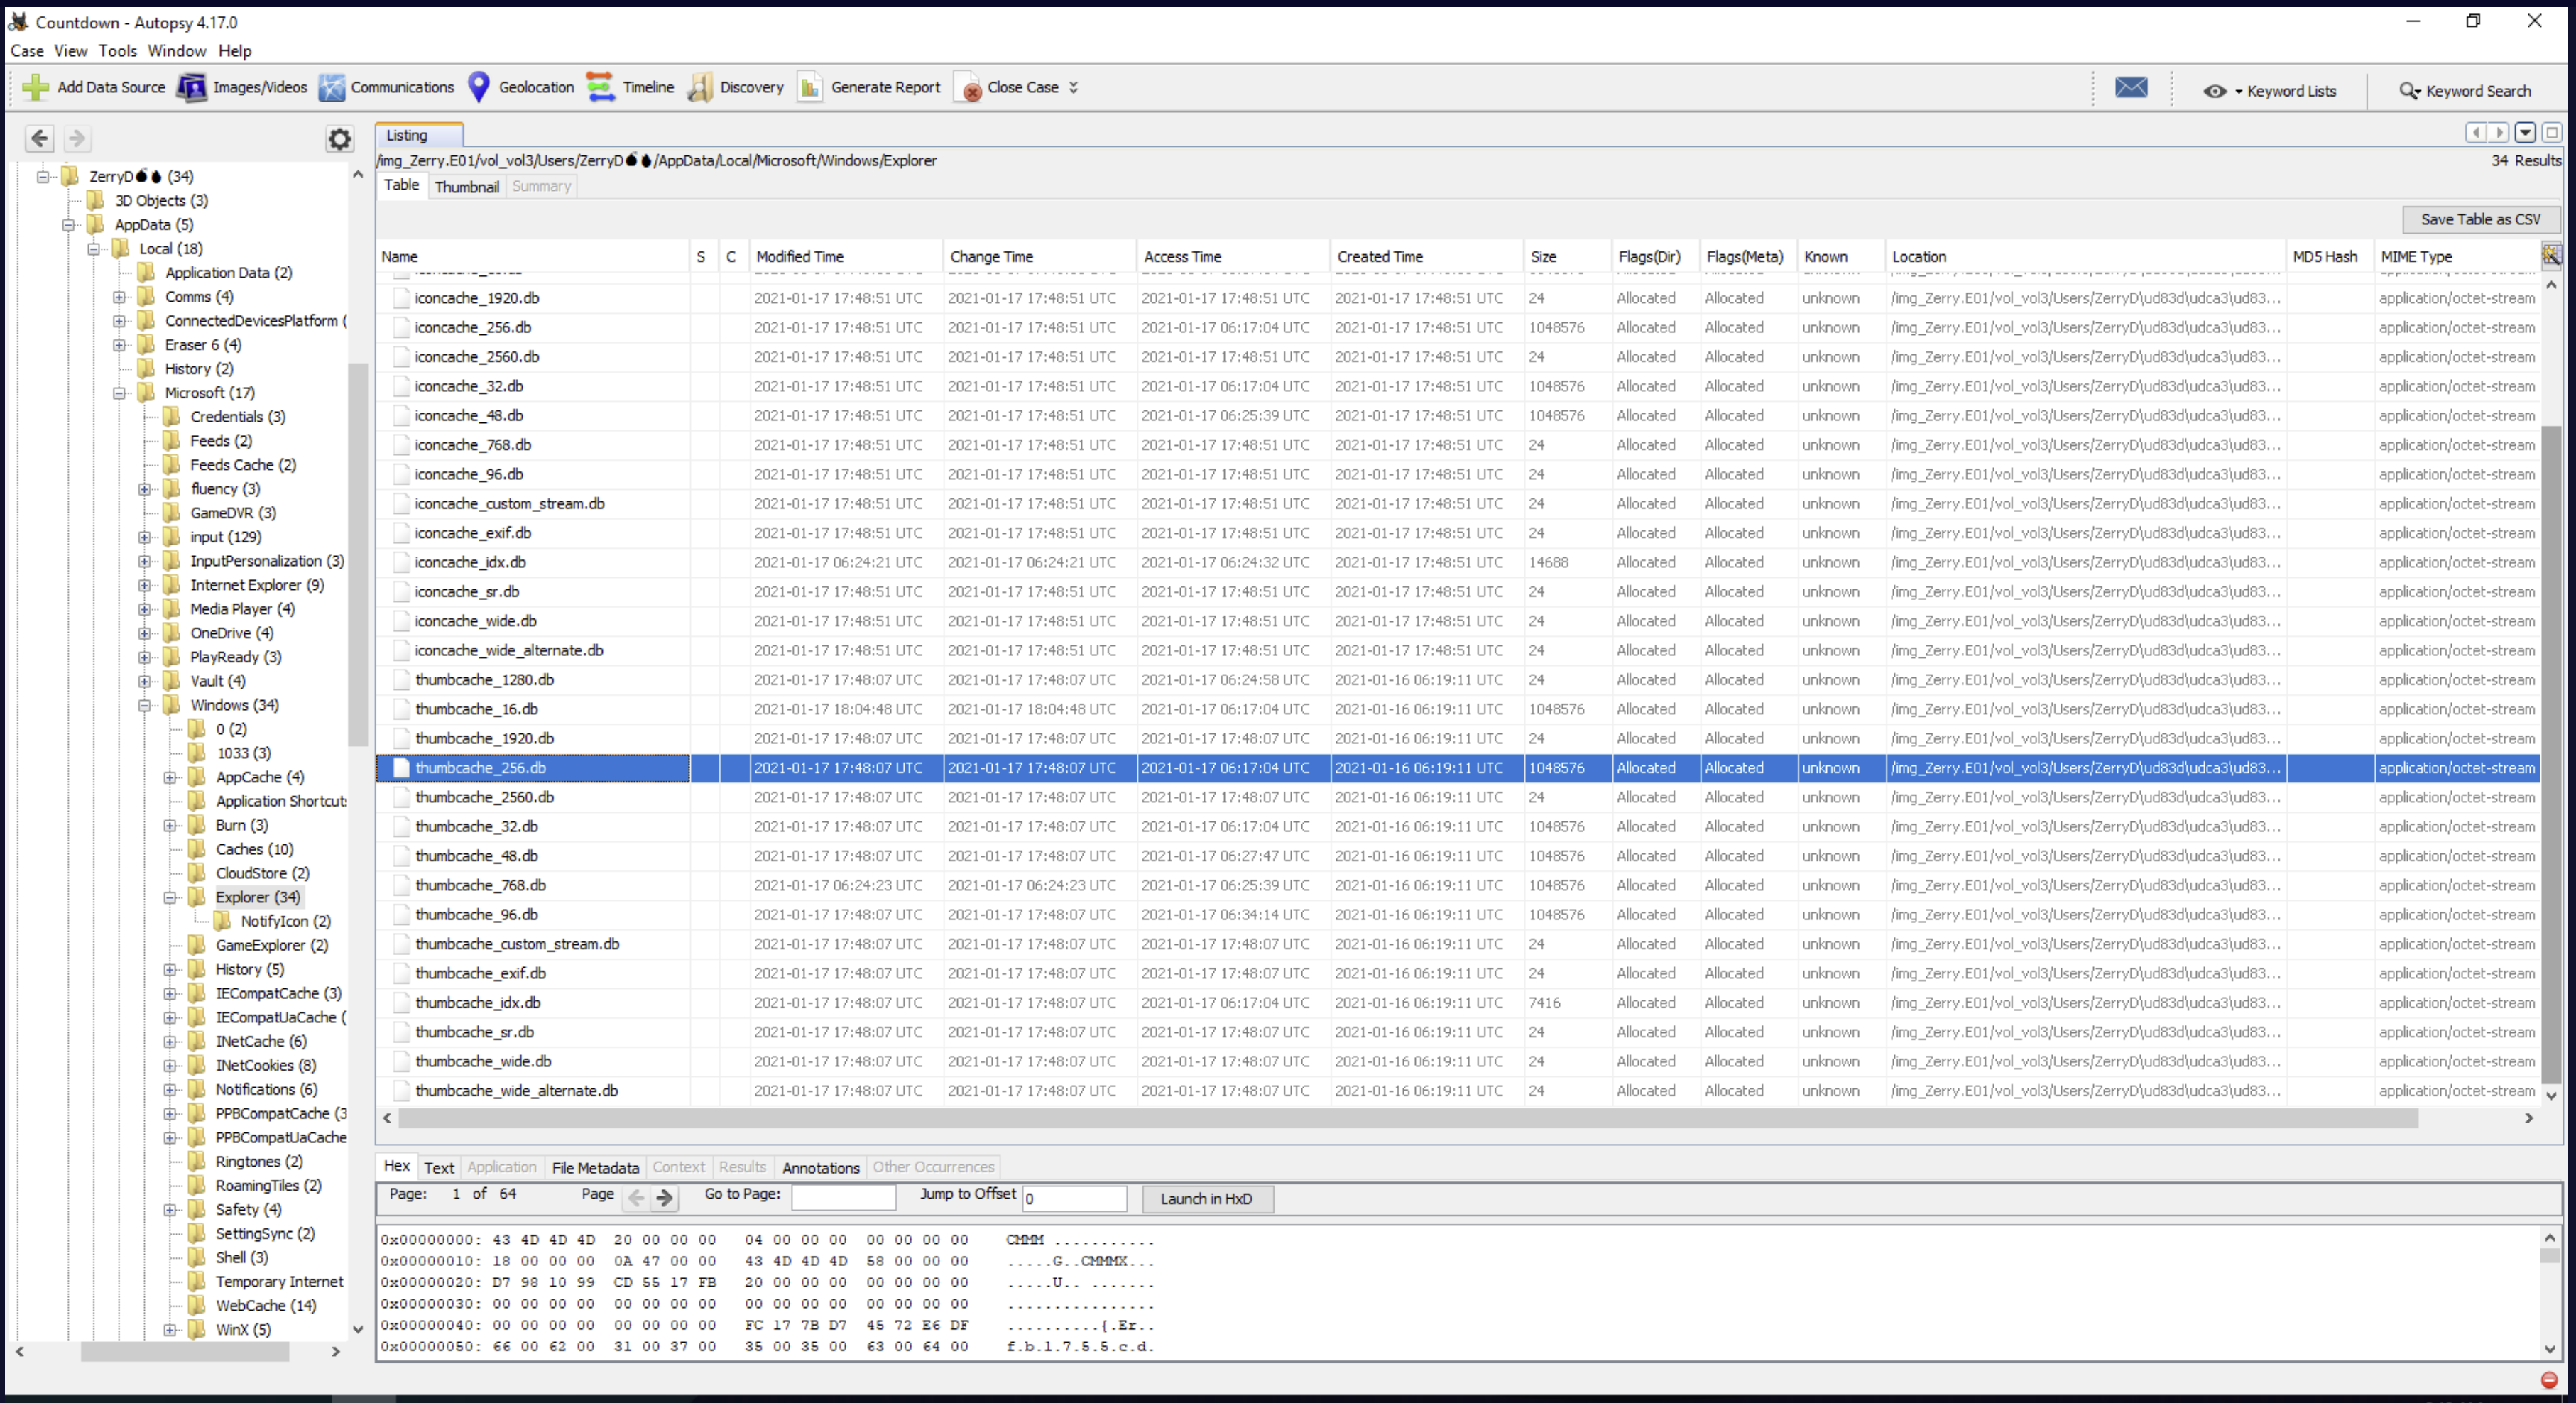 Countdown - Autopsy 4.17.0
Case View Tools Window Help
Add Data Source Images/Videos Communications Geolocation Timeline Discovery Generate Report Close Case Keyword Lists Keyword Search
Listing
/img_Zerry.E01/vol_vol3/Users/ZerryD💣💣/AppData/Local/Microsoft/Windows/Explorer 34 Results
Table Thumbnail Summary
Save Table as CSV
Name S C Modified Time Change Time Access Time Created Time Size Flags(Dir) Flags(Meta) Known Location MD5 Hash MIME Type
iconcache_1920.db 2021-01-17 17:48:51 UTC 2021-01-17 17:48:51 UTC 2021-01-17 17:48:51 UTC 2021-01-17 17:48:51 UTC 24 Allocated Allocated unknown /img_Zerry.E01/vol_vol3/Users/ZerryD\ud83d\udca3\ud83... application/octet-stream
iconcache_256.db 2021-01-17 17:48:51 UTC 2021-01-17 17:48:51 UTC 2021-01-17 06:17:04 UTC 2021-01-17 17:48:51 UTC 1048576 Allocated Allocated unknown /img_Zerry.E01/vol_vol3/Users/ZerryD\ud83d\udca3\ud83... application/octet-stream
iconcache_2560.db 2021-01-17 17:48:51 UTC 2021-01-17 17:48:51 UTC 2021-01-17 17:48:51 UTC 2021-01-17 17:48:51 UTC 24 Allocated Allocated unknown /img_Zerry.E01/vol_vol3/Users/ZerryD\ud83d\udca3\ud83... application/octet-stream
iconcache_32.db 2021-01-17 17:48:51 UTC 2021-01-17 17:48:51 UTC 2021-01-17 06:17:04 UTC 2021-01-17 17:48:51 UTC 1048576 Allocated Allocated unknown /img_Zerry.E01/vol_vol3/Users/ZerryD\ud83d\udca3\ud83... application/octet-stream
iconcache_48.db 2021-01-17 17:48:51 UTC 2021-01-17 17:48:51 UTC 2021-01-17 06:25:39 UTC 2021-01-17 17:48:51 UTC 1048576 Allocated Allocated unknown /img_Zerry.E01/vol_vol3/Users/ZerryD\ud83d\udca3\ud83... application/octet-stream
iconcache_768.db 2021-01-17 17:48:51 UTC 2021-01-17 17:48:51 UTC 2021-01-17 17:48:51 UTC 2021-01-17 17:48:51 UTC 24 Allocated Allocated unknown /img_Zerry.E01/vol_vol3/Users/ZerryD\ud83d\udca3\ud83... application/octet-stream
iconcache_96.db 2021-01-17 17:48:51 UTC 2021-01-17 17:48:51 UTC 2021-01-17 17:48:51 UTC 2021-01-17 17:48:51 UTC 24 Allocated Allocated unknown /img_Zerry.E01/vol_vol3/Users/ZerryD\ud83d\udca3\ud83... application/octet-stream
iconcache_custom_stream.db 2021-01-17 17:48:51 UTC 2021-01-17 17:48:51 UTC 2021-01-17 17:48:51 UTC 2021-01-17 17:48:51 UTC 24 Allocated Allocated unknown /img_Zerry.E01/vol_vol3/Users/ZerryD\ud83d\udca3\ud83... application/octet-stream
iconcache_exif.db 2021-01-17 17:48:51 UTC 2021-01-17 17:48:51 UTC 2021-01-17 17:48:51 UTC 2021-01-17 17:48:51 UTC 24 Allocated Allocated unknown /img_Zerry.E01/vol_vol3/Users/ZerryD\ud83d\udca3\ud83... application/octet-stream
iconcache_idx.db 2021-01-17 06:24:21 UTC 2021-01-17 06:24:21 UTC 2021-01-17 06:24:32 UTC 2021-01-17 17:48:51 UTC 14688 Allocated Allocated unknown /img_Zerry.E01/vol_vol3/Users/ZerryD\ud83d\udca3\ud83... application/octet-stream
iconcache_sr.db 2021-01-17 17:48:51 UTC 2021-01-17 17:48:51 UTC 2021-01-17 17:48:51 UTC 2021-01-17 17:48:51 UTC 24 Allocated Allocated unknown /img_Zerry.E01/vol_vol3/Users/ZerryD\ud83d\udca3\ud83... application/octet-stream
iconcache_wide.db 2021-01-17 17:48:51 UTC 2021-01-17 17:48:51 UTC 2021-01-17 17:48:51 UTC 2021-01-17 17:48:51 UTC 24 Allocated Allocated unknown /img_Zerry.E01/vol_vol3/Users/ZerryD\ud83d\udca3\ud83... application/octet-stream
iconcache_wide_alternate.db 2021-01-17 17:48:51 UTC 2021-01-17 17:48:51 UTC 2021-01-17 17:48:51 UTC 2021-01-17 17:48:51 UTC 24 Allocated Allocated unknown /img_Zerry.E01/vol_vol3/Users/ZerryD\ud83d\udca3\ud83... application/octet-stream
thumbcache_1280.db 2021-01-17 17:48:07 UTC 2021-01-17 17:48:07 UTC 2021-01-17 06:24:58 UTC 2021-01-16 06:19:11 UTC 24 Allocated Allocated unknown /img_Zerry.E01/vol_vol3/Users/ZerryD\ud83d\udca3\ud83... application/octet-stream
thumbcache_16.db 2021-01-17 18:04:48 UTC 2021-01-17 18:04:48 UTC 2021-01-17 06:17:04 UTC 2021-01-16 06:19:11 UTC 1048576 Allocated Allocated unknown /img_Zerry.E01/vol_vol3/Users/ZerryD\ud83d\udca3\ud83... application/octet-stream
thumbcache_1920.db 2021-01-17 17:48:07 UTC 2021-01-17 17:48:07 UTC 2021-01-17 17:48:07 UTC 2021-01-16 06:19:11 UTC 24 Allocated Allocated unknown /img_Zerry.E01/vol_vol3/Users/ZerryD\ud83d\udca3\ud83... application/octet-stream
thumbcache_256.db 2021-01-17 17:48:07 UTC 2021-01-17 17:48:07 UTC 2021-01-17 06:17:04 UTC 2021-01-16 06:19:11 UTC 1048576 Allocated Allocated unknown /img_Zerry.E01/vol_vol3/Users/ZerryD\ud83d\udca3\ud83... application/octet-stream
thumbcache_2560.db 2021-01-17 17:48:07 UTC 2021-01-17 17:48:07 UTC 2021-01-17 17:48:07 UTC 2021-01-16 06:19:11 UTC 24 Allocated Allocated unknown /img_Zerry.E01/vol_vol3/Users/ZerryD\ud83d\udca3\ud83... application/octet-stream
thumbcache_32.db 2021-01-17 17:48:07 UTC 2021-01-17 17:48:07 UTC 2021-01-17 06:17:04 UTC 2021-01-16 06:19:11 UTC 1048576 Allocated Allocated unknown /img_Zerry.E01/vol_vol3/Users/ZerryD\ud83d\udca3\ud83... application/octet-stream
thumbcache_48.db 2021-01-17 17:48:07 UTC 2021-01-17 17:48:07 UTC 2021-01-17 06:27:47 UTC 2021-01-16 06:19:11 UTC 1048576 Allocated Allocated unknown /img_Zerry.E01/vol_vol3/Users/ZerryD\ud83d\udca3\ud83... application/octet-stream
thumbcache_768.db 2021-01-17 06:24:23 UTC 2021-01-17 06:24:23 UTC 2021-01-17 06:25:39 UTC 2021-01-16 06:19:11 UTC 1048576 Allocated Allocated unknown /img_Zerry.E01/vol_vol3/Users/ZerryD\ud83d\udca3\ud83... application/octet-stream
thumbcache_96.db 2021-01-17 17:48:07 UTC 2021-01-17 17:48:07 UTC 2021-01-17 06:34:14 UTC 2021-01-16 06:19:11 UTC 1048576 Allocated Allocated unknown /img_Zerry.E01/vol_vol3/Users/ZerryD\ud83d\udca3\ud83... application/octet-stream
thumbcache_custom_stream.db 2021-01-17 17:48:07 UTC 2021-01-17 17:48:07 UTC 2021-01-17 17:48:07 UTC 2021-01-16 06:19:11 UTC 24 Allocated Allocated unknown /img_Zerry.E01/vol_vol3/Users/ZerryD\ud83d\udca3\ud83... application/octet-stream
thumbcache_exif.db 2021-01-17 17:48:07 UTC 2021-01-17 17:48:07 UTC 2021-01-17 17:48:07 UTC 2021-01-16 06:19:11 UTC 24 Allocated Allocated unknown /img_Zerry.E01/vol_vol3/Users/ZerryD\ud83d\udca3\ud83... application/octet-stream
thumbcache_idx.db 2021-01-17 17:48:07 UTC 2021-01-17 17:48:07 UTC 2021-01-17 06:17:04 UTC 2021-01-16 06:19:11 UTC 7416 Allocated Allocated unknown /img_Zerry.E01/vol_vol3/Users/ZerryD\ud83d\udca3\ud83... application/octet-stream
thumbcache_sr.db 2021-01-17 17:48:07 UTC 2021-01-17 17:48:07 UTC 2021-01-17 17:48:07 UTC 2021-01-16 06:19:11 UTC 24 Allocated Allocated unknown /img_Zerry.E01/vol_vol3/Users/ZerryD\ud83d\udca3\ud83... application/octet-stream
thumbcache_wide.db 2021-01-17 17:48:07 UTC 2021-01-17 17:48:07 UTC 2021-01-17 17:48:07 UTC 2021-01-16 06:19:11 UTC 24 Allocated Allocated unknown /img_Zerry.E01/vol_vol3/Users/ZerryD\ud83d\udca3\ud83... application/octet-stream
thumbcache_wide_alternate.db 2021-01-17 17:48:07 UTC 2021-01-17 17:48:07 UTC 2021-01-17 17:48:07 UTC 2021-01-16 06:19:11 UTC 24 Allocated Allocated unknown /img_Zerry.E01/vol_vol3/Users/ZerryD\ud83d\udca3\ud83... application/octet-stream
ZerryD💣💣 (34)
3D Objects (3)
AppData (5)
Local (18)
Application Data (2)
Comms (4)
ConnectedDevicesPlatform (
Eraser 6 (4)
History (2)
Microsoft (17)
Credentials (3)
Feeds (2)
Feeds Cache (2)
fluency (3)
GameDVR (3)
input (129)
InputPersonalization (3)
Internet Explorer (9)
Media Player (4)
OneDrive (4)
PlayReady (3)
Vault (4)
Windows (34)
0 (2)
1033 (3)
AppCache (4)
Application Shortcuts
Burn (3)
Caches (10)
CloudStore (2)
Explorer (34)
NotifyIcon (2)
GameExplorer (2)
History (5)
IECompatCache (3)
IECompatUaCache (
INetCache (6)
INetCookies (8)
Notifications (6)
PPBCompatCache (3
PPBCompatUaCache
Ringtones (2)
RoamingTiles (2)
Safety (4)
SettingSync (2)
Shell (3)
Temporary Internet
WebCache (14)
WinX (5)
Hex Text Application File Metadata Context Results Annotations Other Occurrences
Page: 1 of 64 Page Go to Page: Jump to Offset 0 Launch in HxD
0x00000000: 43 4D 4D 4D 20 00 00 00 04 00 00 00 00 00 00 00 CMMM ...........
0x00000010: 18 00 00 00 0A 47 00 00 43 4D 4D 4D 58 00 00 00 .....G..CMMMX...
0x00000020: D7 98 10 99 CD 55 17 FB 20 00 00 00 00 00 00 00 .....U.. .......
0x00000030: 00 00 00 00 00 00 00 00 00 00 00 00 00 00 00 00 ................
0x00000040: 00 00 00 00 00 00 00 00 FC 17 7B D7 45 72 E6 DF ..........{.Er..
0x00000050: 66 00 62 00 31 00 37 00 35 00 35 00 63 00 64 00 f.b.1.7.5.5.c.d.